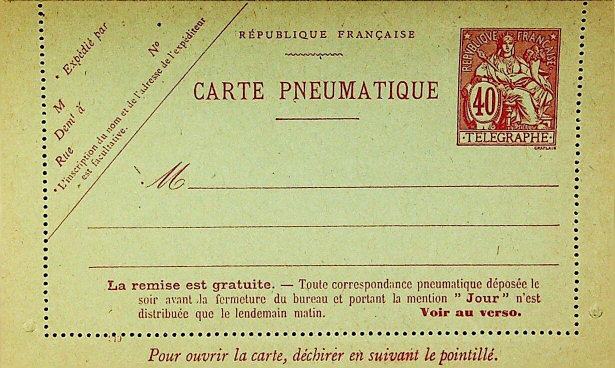 * Expédié par
M
Demt à
Rue
N°
* L'inscription du nom et de l'adresse de l'expéditeur
est facultative.
RÉPUBLIQUE FRANÇAISE
CARTE PNEUMATIQUE
REPUBLIQUE FRANÇAISE
40
TÉLÉGRAPHE
CHAPLAIN
M
La remise est gratuite. — Toute correspondance pneumatique déposée le
soir avant la fermeture du bureau et portant la mention "Jour" n'est
distribuée que le lendemain matin. Voir au verso.
Pour ouvrir la carte, déchirer en suivant le pointillé.